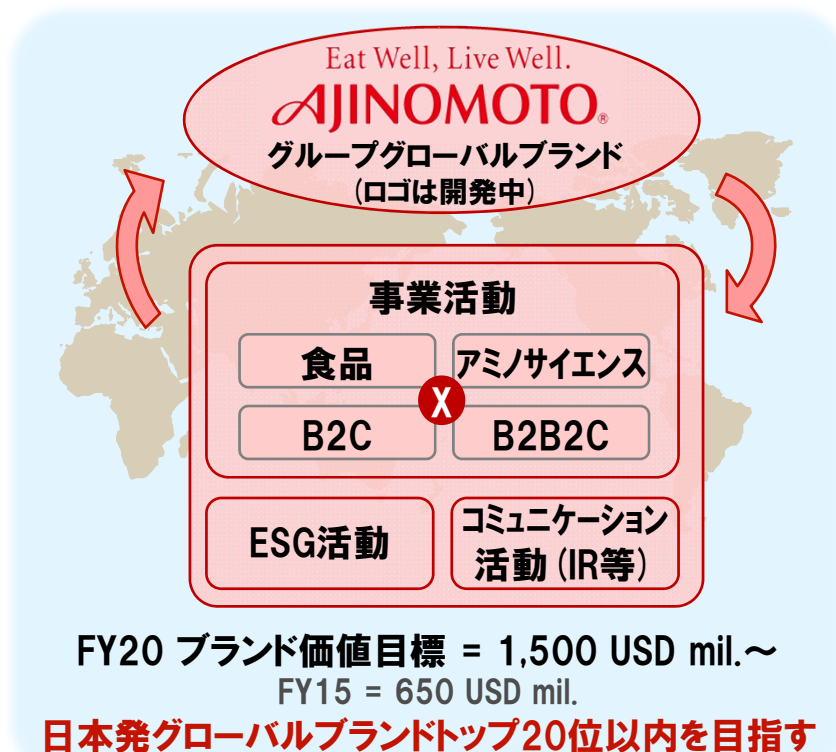 Eat Well, Live Well.
AJINOMOTO®
グループグローバルブランド
(ロゴは開発中)
事業活動
食品
アミノサイエンス
X
B2C
B2B2C
ESG活動
コミュニケーション
活動(IR等)
FY20 ブランド価値目標 = 1,500 USD mil.~
FY15 = 650 USD mil.
日本発グローバルブランドトップ20位以内を目指す